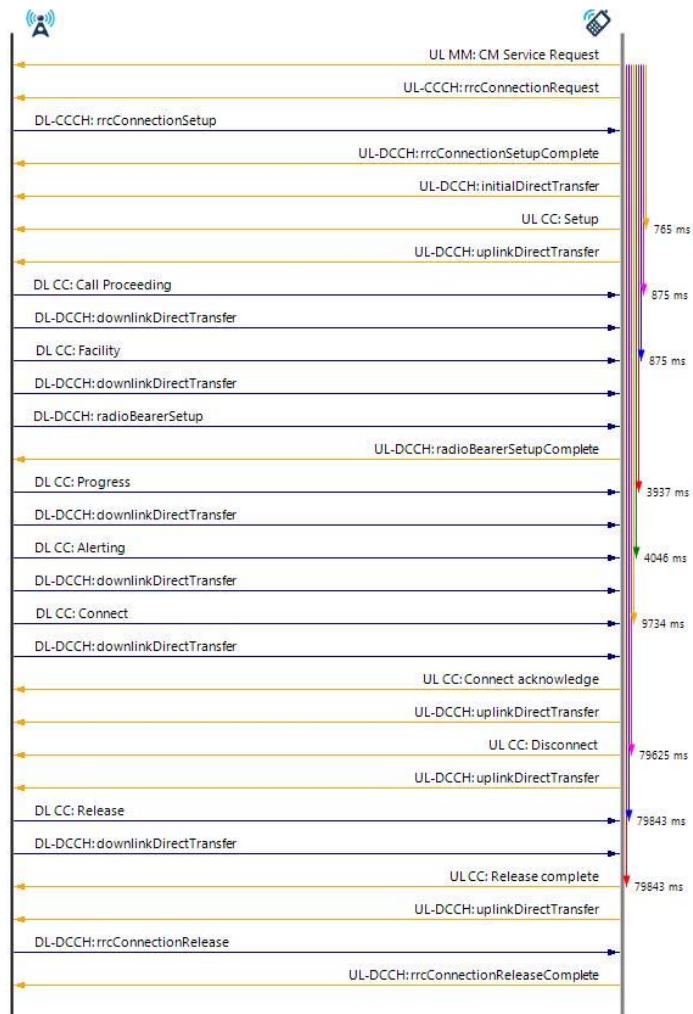 UL MM: CM Service Request
UL-CCCH: rrcConnectionRequest
DL-CCCH: rrcConnectionSetup
UL-DCCH: rrcConnectionSetupComplete
UL-DCCH: initialDirectTransfer
UL CC: Setup
765 ms
UL-DCCH: uplinkDirectTransfer
DL CC: Call Proceeding
875 ms
DL-DCCH: downlinkDirectTransfer
DL CC: Facility
875 ms
DL-DCCH: downlinkDirectTransfer
DL-DCCH: radioBearerSetup
UL-DCCH: radioBearerSetupComplete
DL CC: Progress
3937 ms
DL-DCCH: downlinkDirectTransfer
DL CC: Alerting
4046 ms
DL-DCCH: downlinkDirectTransfer
DL CC: Connect
9734 ms
DL-DCCH: downlinkDirectTransfer
UL CC: Connect acknowledge
UL-DCCH: uplinkDirectTransfer
UL CC: Disconnect
79625 ms
UL-DCCH: uplinkDirectTransfer
DL CC: Release
79843 ms
DL-DCCH: downlinkDirectTransfer
UL CC: Release complete
79843 ms
UL-DCCH: uplinkDirectTransfer
DL-DCCH: rrcConnectionRelease
UL-DCCH: rrcConnectionReleaseComplete